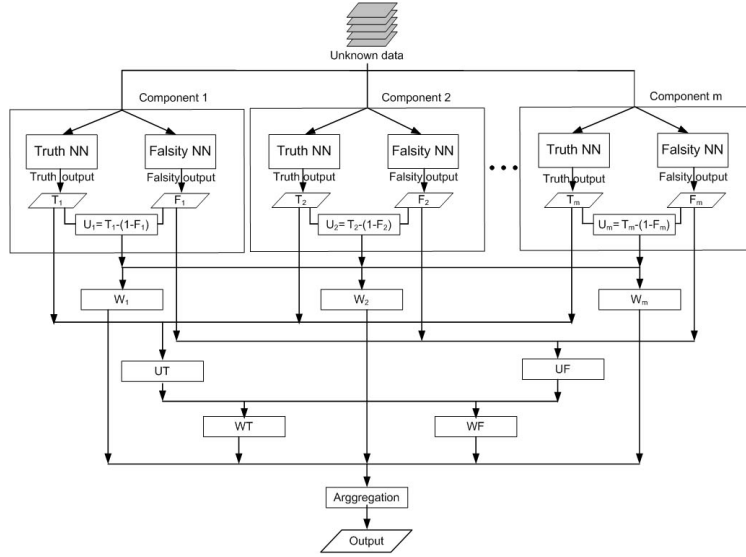 Unknown data
Component 1
Component 2
Component m
Truth NN
Falsity NN
Truth NN
Falsity NN
Truth NN
Falsity NN
Truth output
Falsity output
Truth output
Falsity output
Truth output
Falsity output
T1
F1
T2
F2
Tm
Fm
U1= T1-(1-F1)
U2= T2-(1-F2)
Um= Tm-(1-Fm)
W1
W2
Wm
UT
UF
WT
WF
Arggregation
Output